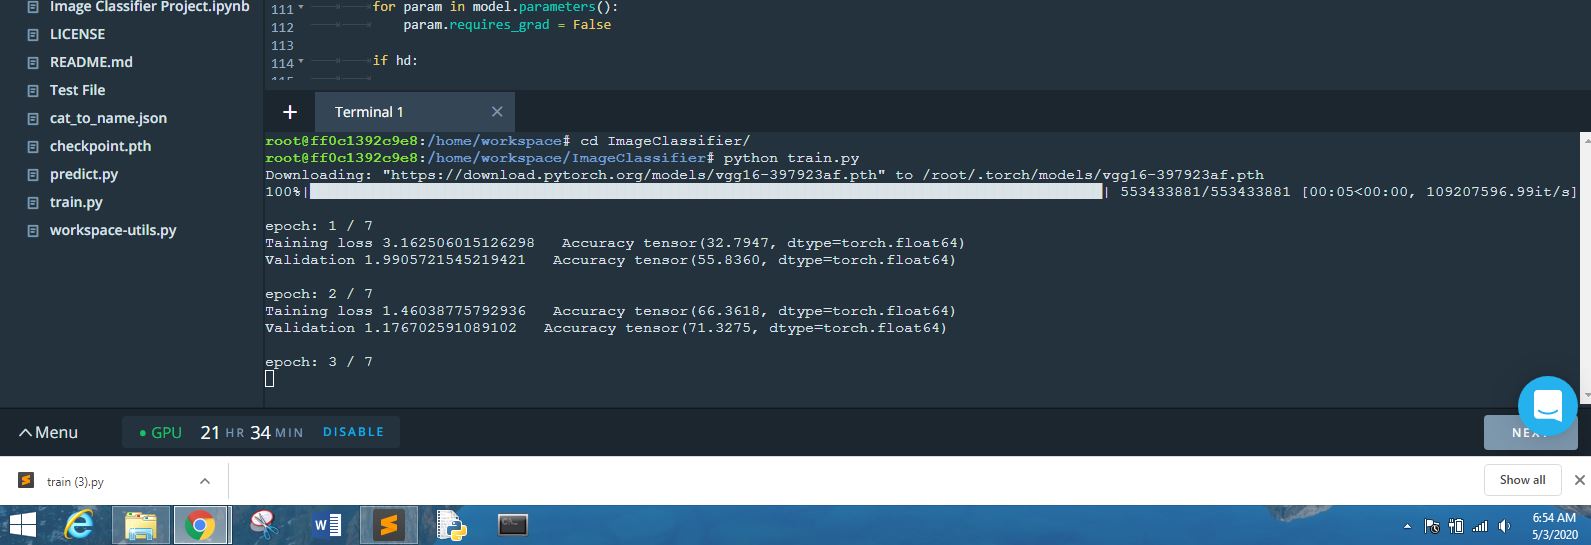 Image Classifier Project.ipynb
LICENSE
README.md
Test File
cat_to_name.json
checkpoint.pth
predict.py
train.py
workspace-utils.py
111 for param in model.parameters():
112 param.requires_grad = False
113
114 if hd:
+ Terminal 1 ×
root@ff0c1392c9e8:/home/workspace# cd ImageClassifier/
root@ff0c1392c9e8:/home/workspace/ImageClassifier# python train.py
Downloading: "https://download.pytorch.org/models/vgg16-397923af.pth" to /root/.torch/models/vgg16-397923af.pth
100%| | 553433881/553433881 [00:05<00:00, 109207596.99it/s]
epoch: 1 / 7
Taining loss 3.162506015126298 Accuracy tensor(32.7947, dtype=torch.float64)
Validation 1.9905721545219421 Accuracy tensor(55.8360, dtype=torch.float64)
epoch: 2 / 7
Taining loss 1.46038775792936 Accuracy tensor(66.3618, dtype=torch.float64)
Validation 1.176702591089102 Accuracy tensor(71.3275, dtype=torch.float64)
epoch: 3 / 7
Menu GPU 21 HR 34 MIN DISABLE
train (3).py Show all
6:54 AM
5/3/2020